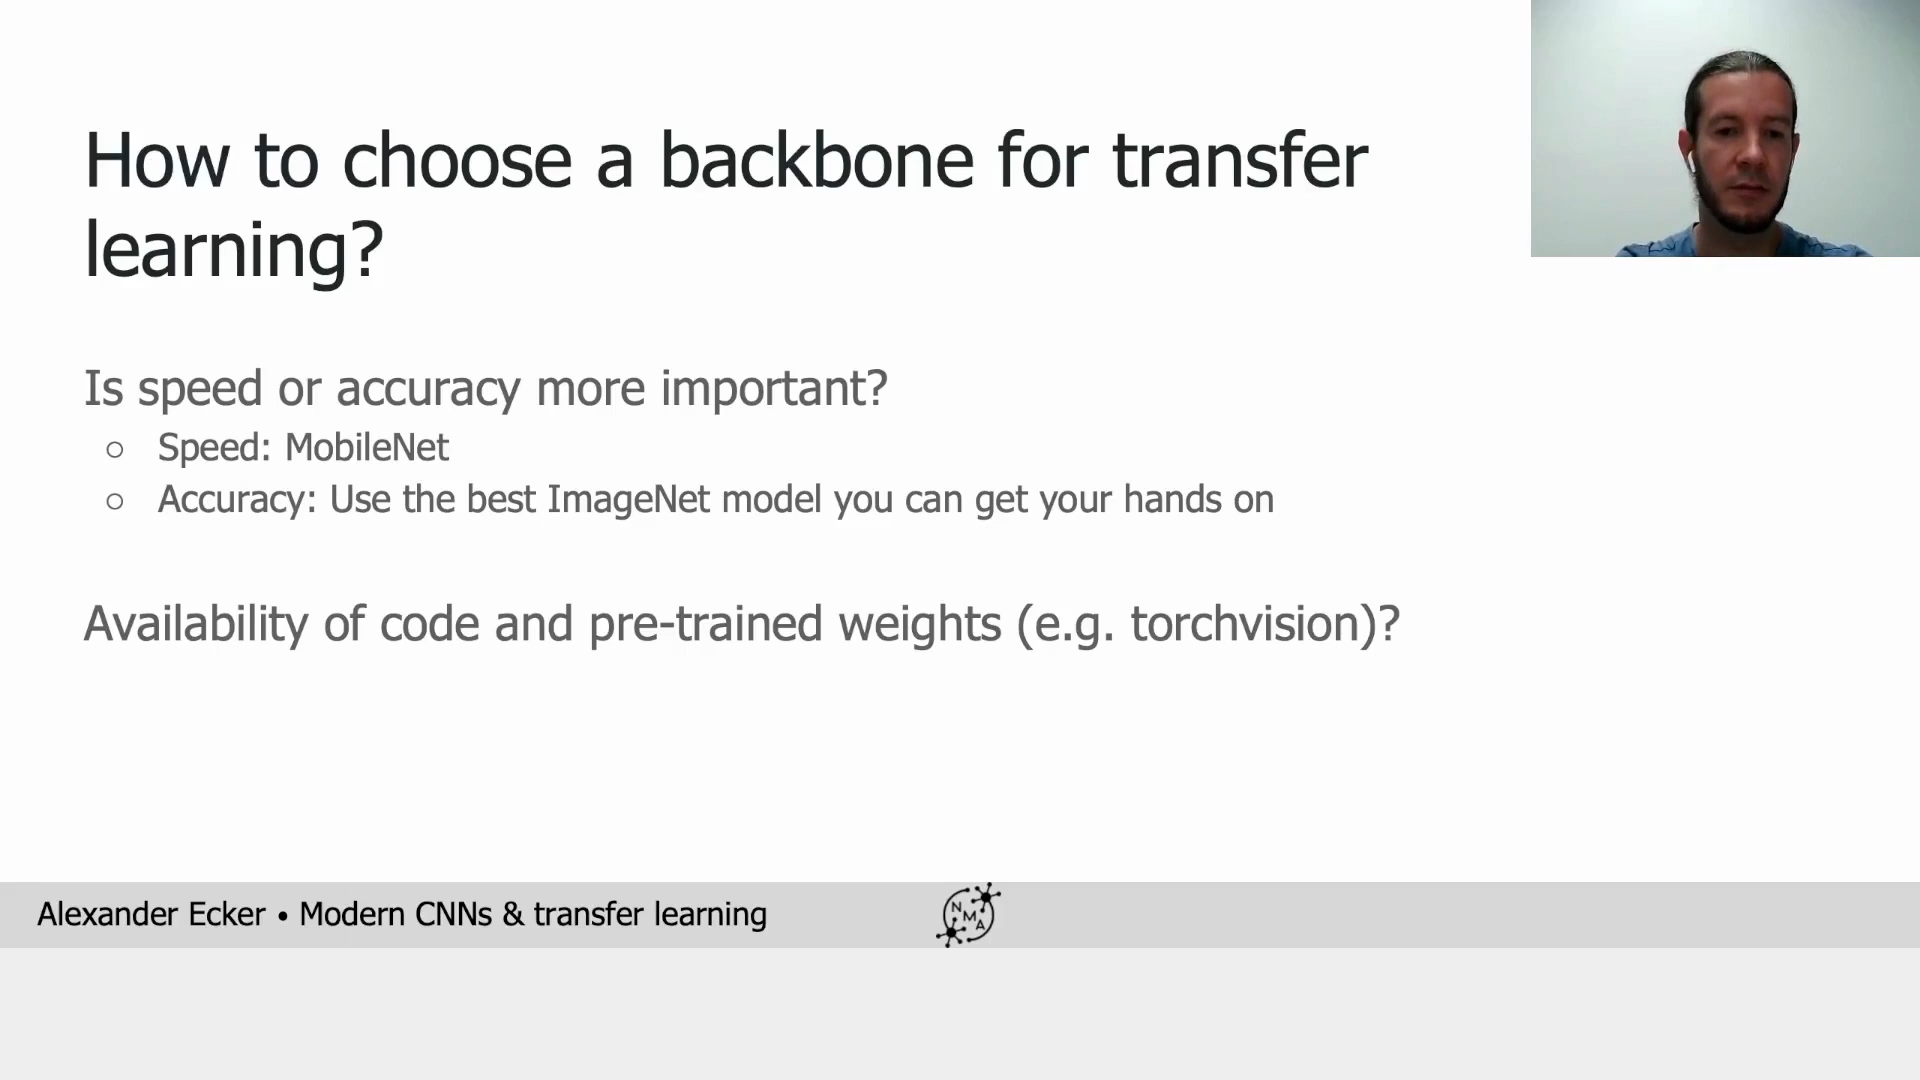 How to choose a backbone for transfer
learning?
Is speed or accuracy more important?
○ Speed: MobileNet
○ Accuracy: Use the best ImageNet model you can get your hands on
Availability of code and pre-trained weights (e.g. torchvision)?
Alexander Ecker • Modern CNNs & transfer learning
NMA